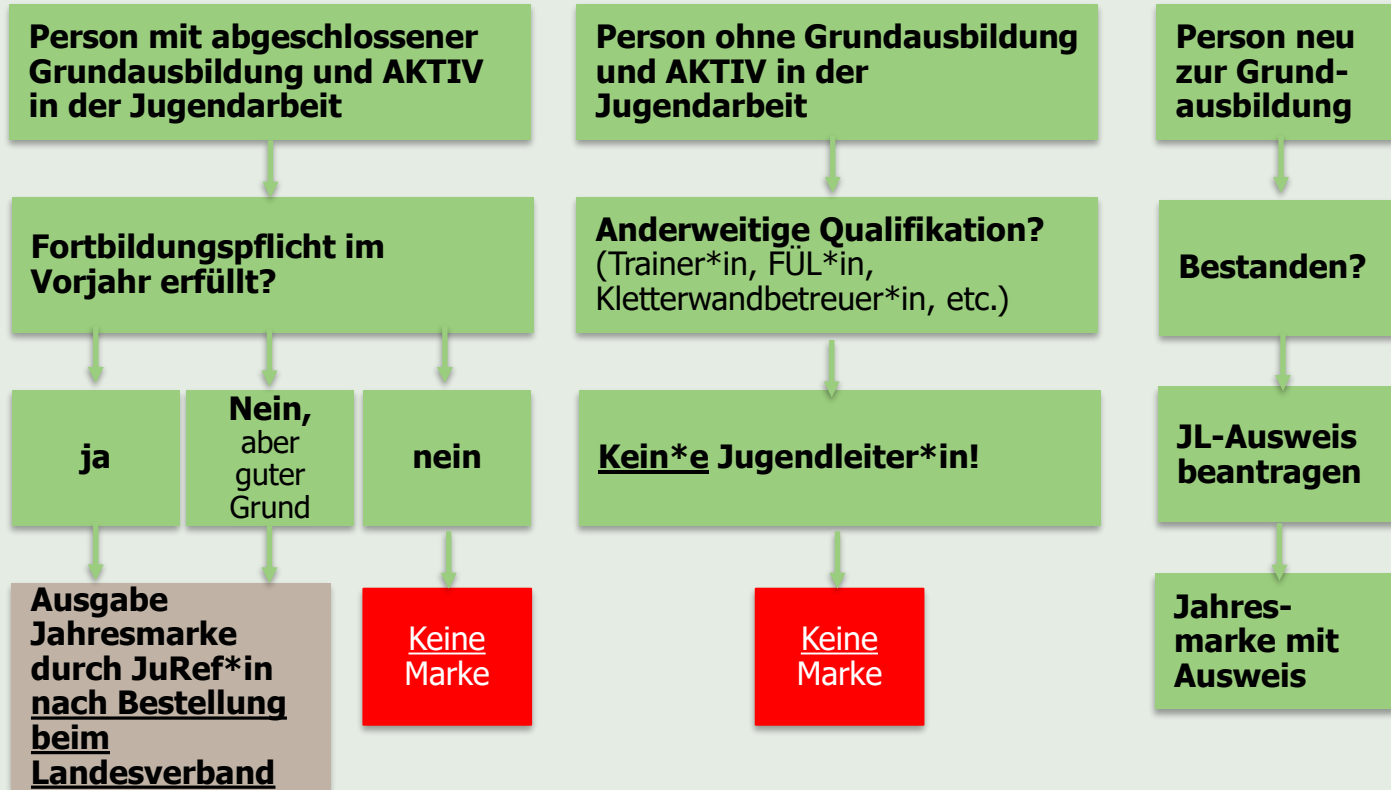 Person mit abgeschlossener
Grundausbildung und AKTIV
in der Jugendarbeit
Person ohne Grundausbildung
und AKTIV in der
Jugendarbeit
Person neu
zur Grund-
ausbildung
Fortbildungspflicht im
Vorjahr erfüllt?
Anderweitige Qualifikation?
(Trainer*in, FÜL*in,
Kletterwandbetreuer*in, etc.)
Bestanden?
ja
Nein,
aber
guter
Grund
nein
Kein*e Jugendleiter*in!
JL-Ausweis
beantragen
Ausgabe
Jahresmarke
durch JuRef*in
nach Bestellung
beim
Landesverband
Keine
Marke
Keine
Marke
Jahres-
marke mit
Ausweis